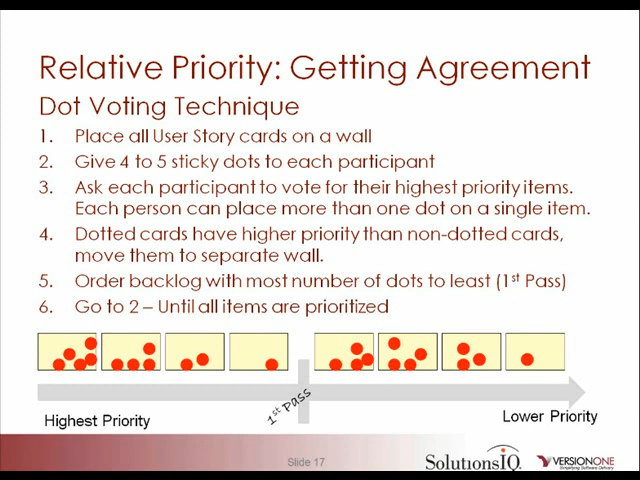 Relative Priority: Getting Agreement
Dot Voting Technique
1. Place all User Story cards on a wall
2. Give 4 to 5 sticky dots to each participant
3. Ask each participant to vote for their highest priority items.
Each person can place more than one dot on a single item.
4. Dotted cards have higher priority than non-dotted cards,
move them to separate wall.
5. Order backlog with most number of dots to least (1st Pass)
6. Go to 2 – Until all items are prioritized
1st Pass
Highest Priority
Lower Priority
Slide 17
SolutionsIQ
VERSIONONE
Simplifying Software Delivery